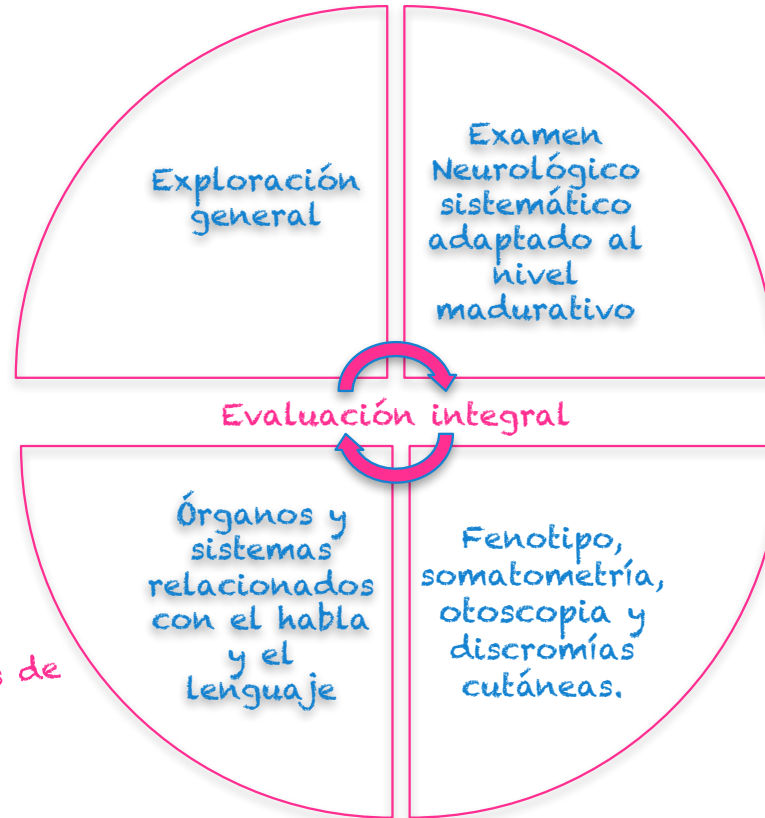 Exploración
general
Examen
Neurológico
sistemático
adaptado al
nivel
madurativo
Evaluación integral
Órganos y
sistemas
relacionados
con el habla
y el
lenguaje
Fenotipo,
somatometría,
otoscopia y
discromías
cutáneas.
de